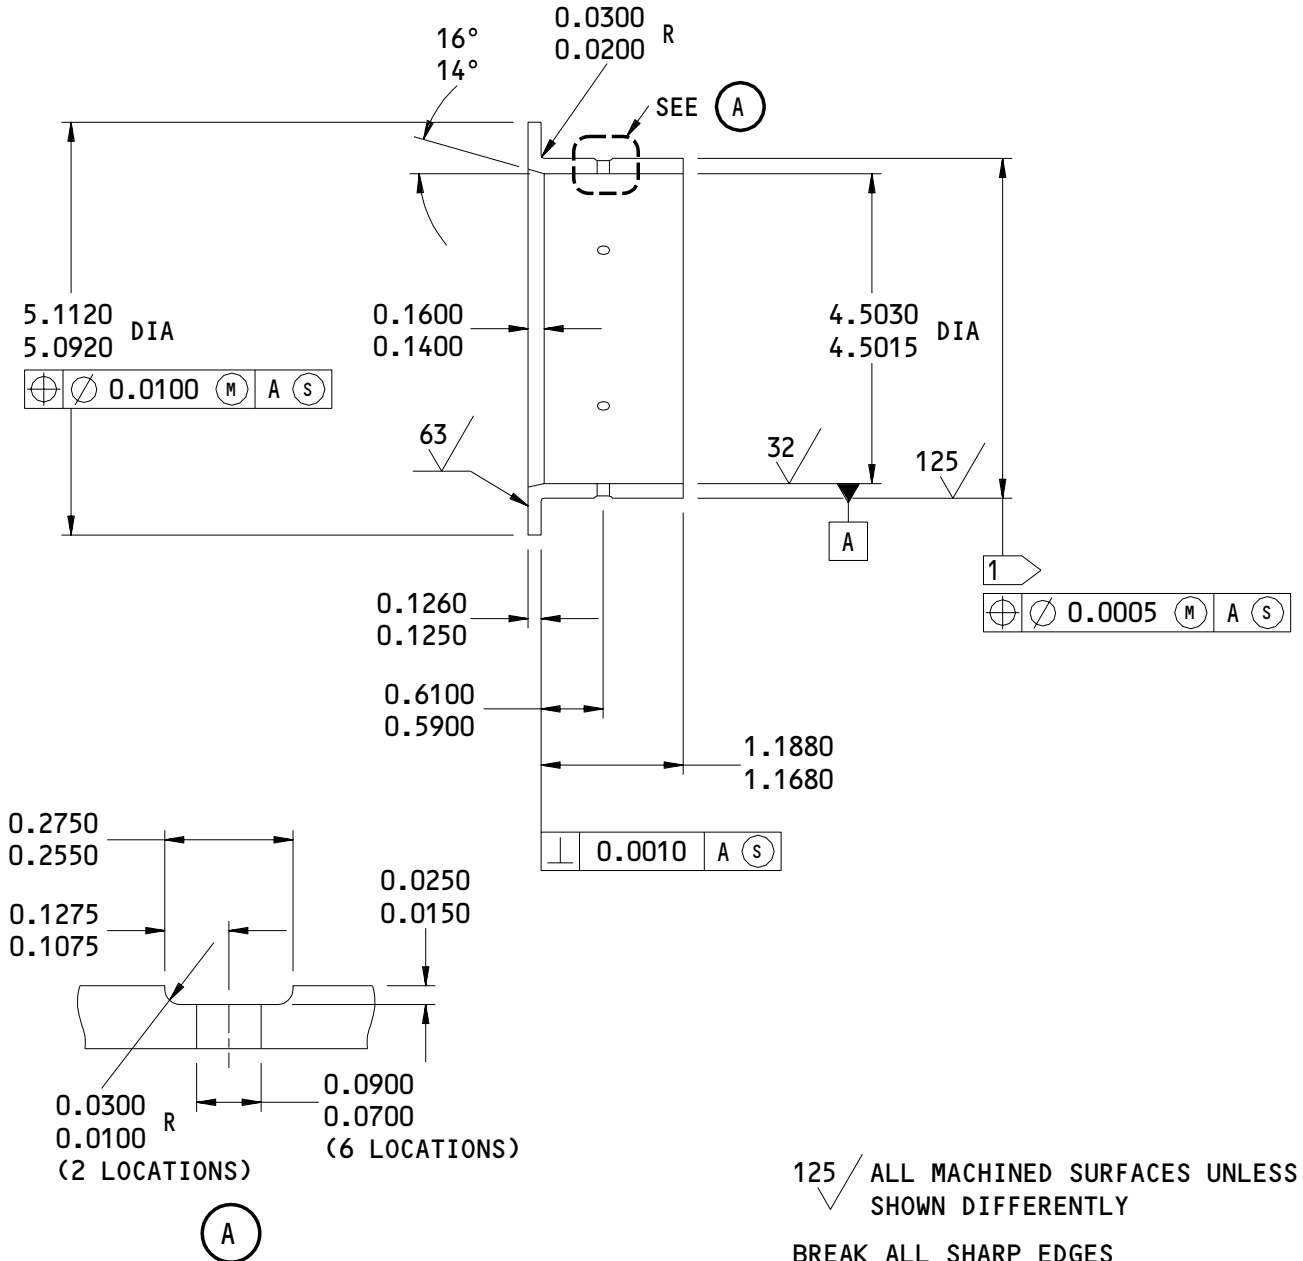 0.0300
0.0200 R
16°
14°
SEE A
5.1120
5.0920 DIA
⌖ ⌀ 0.0100 Ⓜ A Ⓢ
0.1600
0.1400
4.5030
4.5015 DIA
63
32
125
A
1
⌖ ⌀ 0.0005 Ⓜ A Ⓢ
0.1260
0.1250
0.6100
0.5900
1.1880
1.1680
⟂ 0.0010 A Ⓢ
0.2750
0.2550
0.1275
0.1075
0.0250
0.0150
0.0300
0.0100 R
(2 LOCATIONS)
0.0900
0.0700
(6 LOCATIONS)
A
125 ALL MACHINED SURFACES UNLESS
SHOWN DIFFERENTLY
BREAK ALL SHARP EDGES